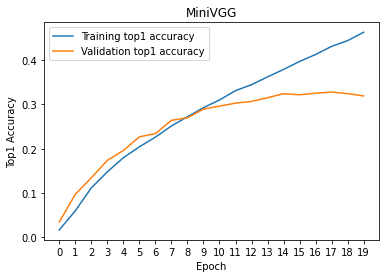 MiniVGG
Training top1 accuracy
Validation top1 accuracy
Top1 Accuracy
0.4
0.3
0.2
0.1
0.0
0 1 2 3 4 5 6 7 8 9 10 11 12 13 14 15 16 17 18 19
Epoch